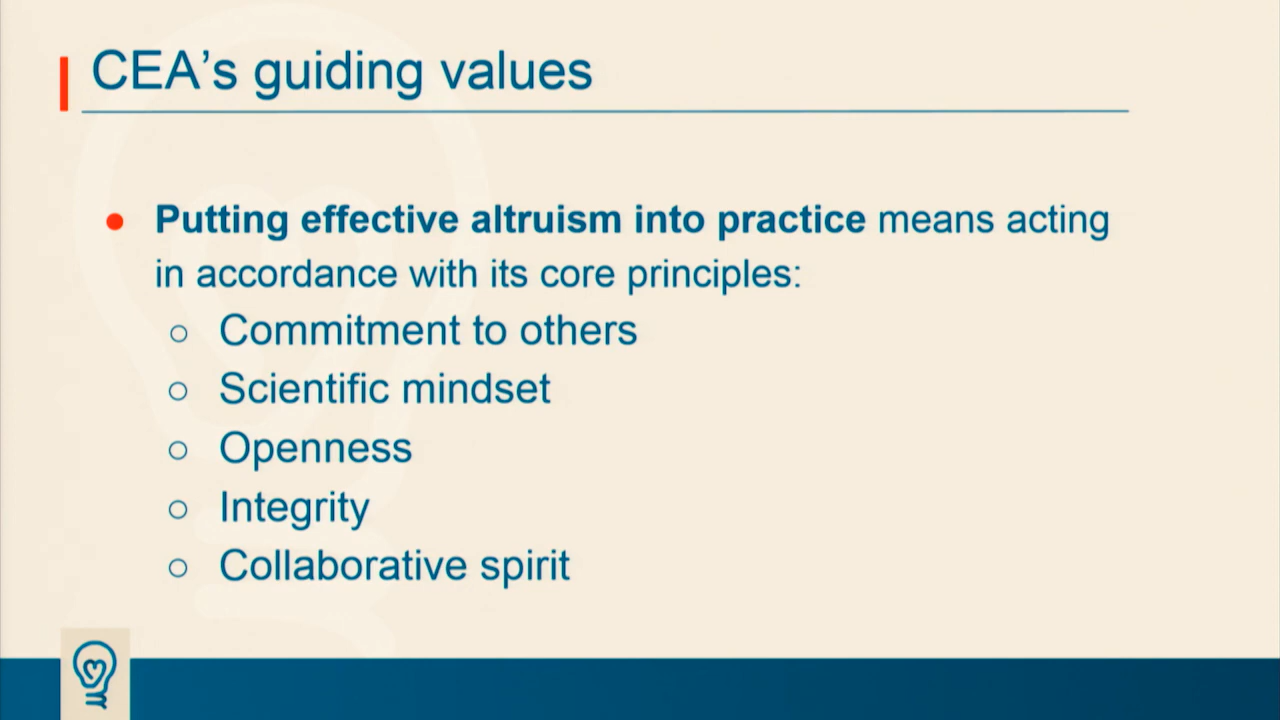 CEA’s guiding values
Putting effective altruism into practice means acting
in accordance with its core principles:
Commitment to others
Scientific mindset
Openness
Integrity
Collaborative spirit